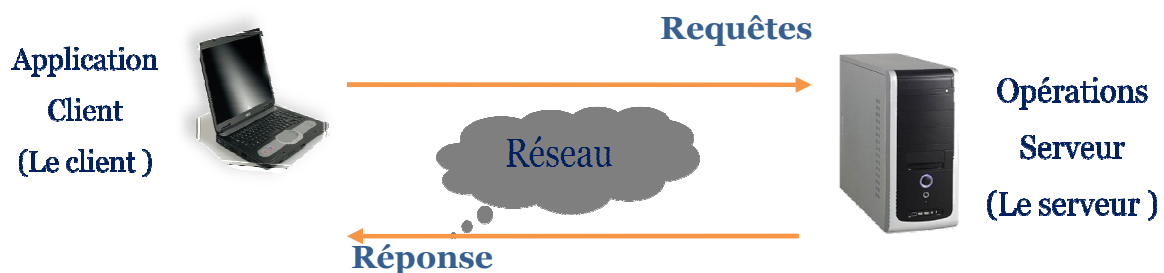 Requêtes
Application
Client
(Le client )
Réseau
Opérations
Serveur
(Le serveur )
Réponse